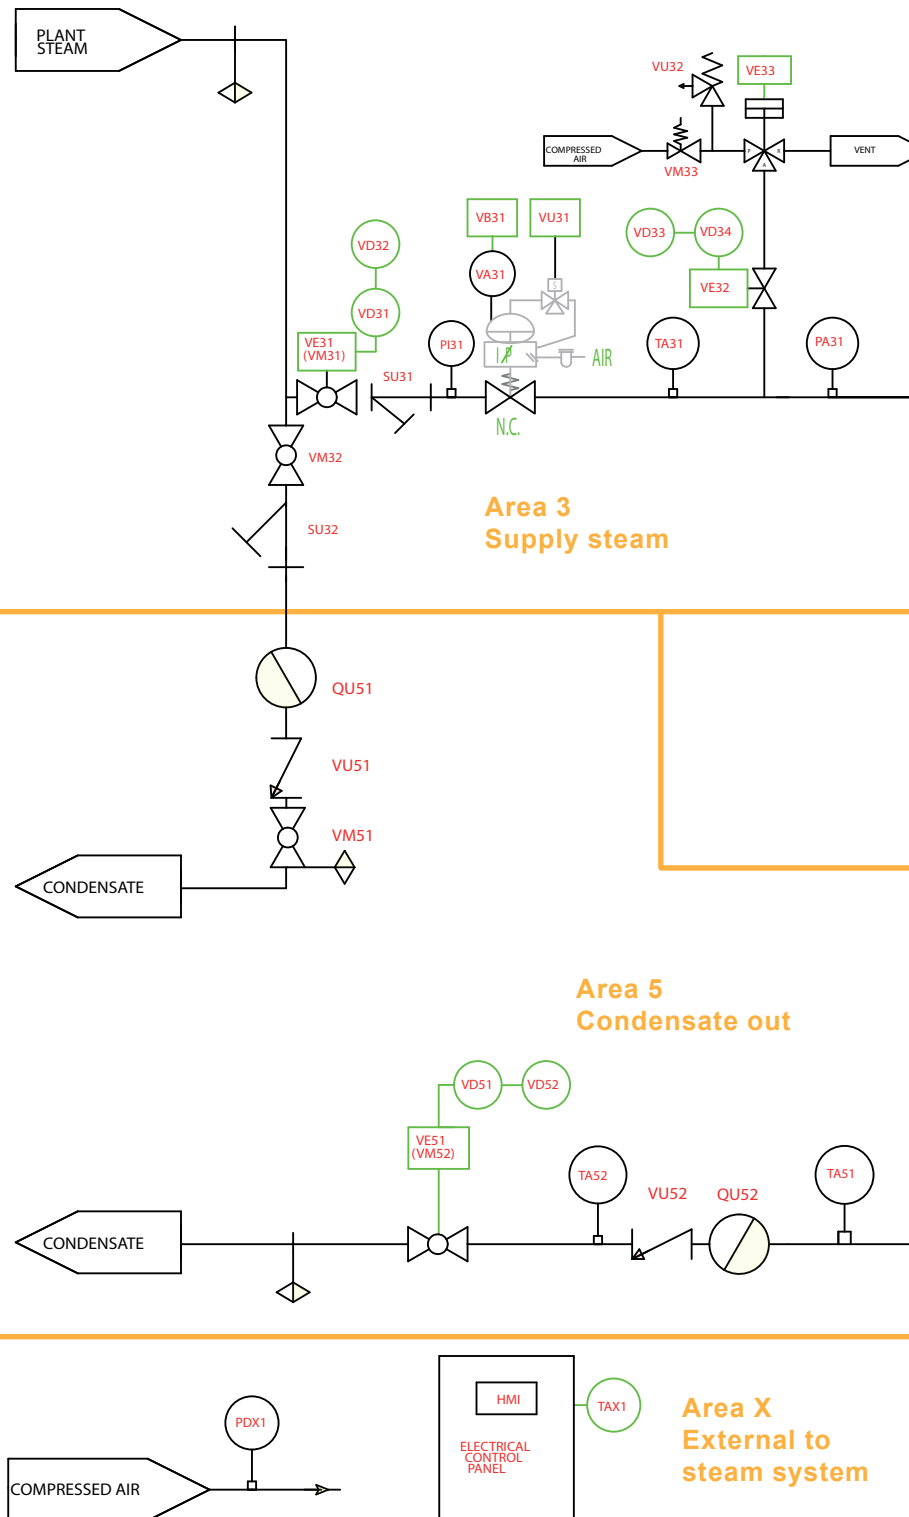 PLANT
STEAM
VU32
VE33
COMPRESSED
AIR
VM33
P
R
A
VENT
VB31
VU31
VD32
VD33
VD34
VA31
S
VE32
VD31
VE31
(VM31)
PI31
I P
AIR
TA31
PA31
SU31
N.C.
VM32
SU32
Area 3
Supply steam
QU51
VU51
VM51
CONDENSATE
Area 5
Condensate out
VD51
VD52
VE51
(VM52)
TA52
VU52
QU52
TA51
CONDENSATE
HMI
TAX1
PDX1
ELECTRICAL
CONTROL
PANEL
Area X
External to
steam system
COMPRESSED AIR